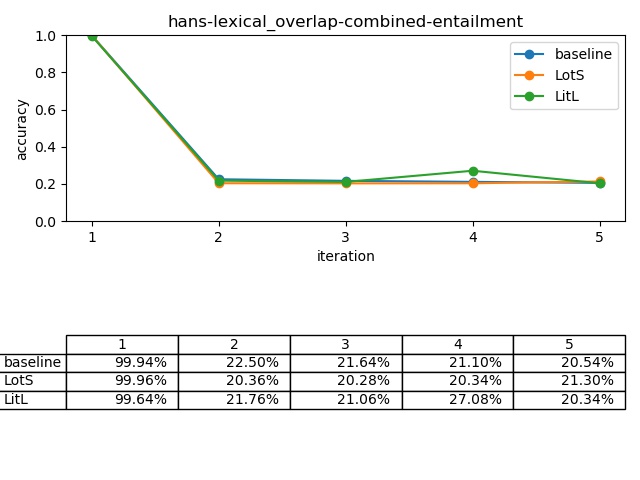 hans-lexical_overlap-combined-entailment
1.0
0.8
0.6
0.4
0.2
0.0
accuracy
baseline
LotS
LitL
1 2 3 4 5
iteration
1 2 3 4 5
baseline 99.94% 22.50% 21.64% 21.10% 20.54%
LotS 99.96% 20.36% 20.28% 20.34% 21.30%
LitL 99.64% 21.76% 21.06% 27.08% 20.34%